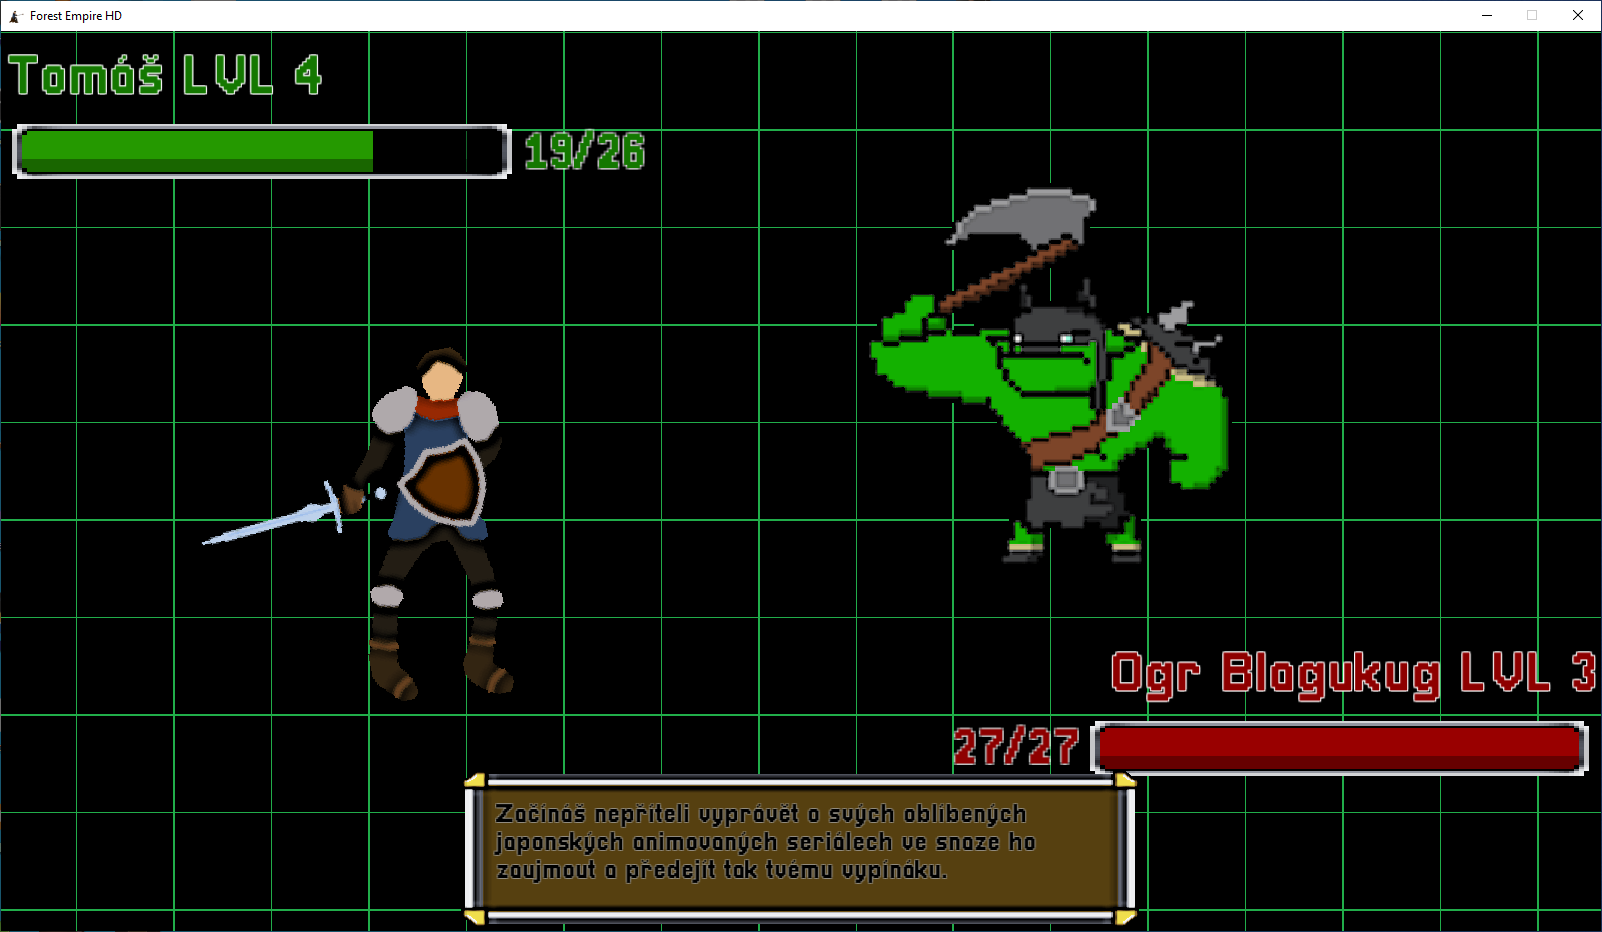 Forest Empire HD
Tomáš LVL 4
19/26
Ogr Blagukug LVL 3
27/27
Začínáš nepříteli vyprávět o svých oblíbených
japonských animovaných seriálech ve snaze ho
zaujmout a předejít tak tvému vypínáku.